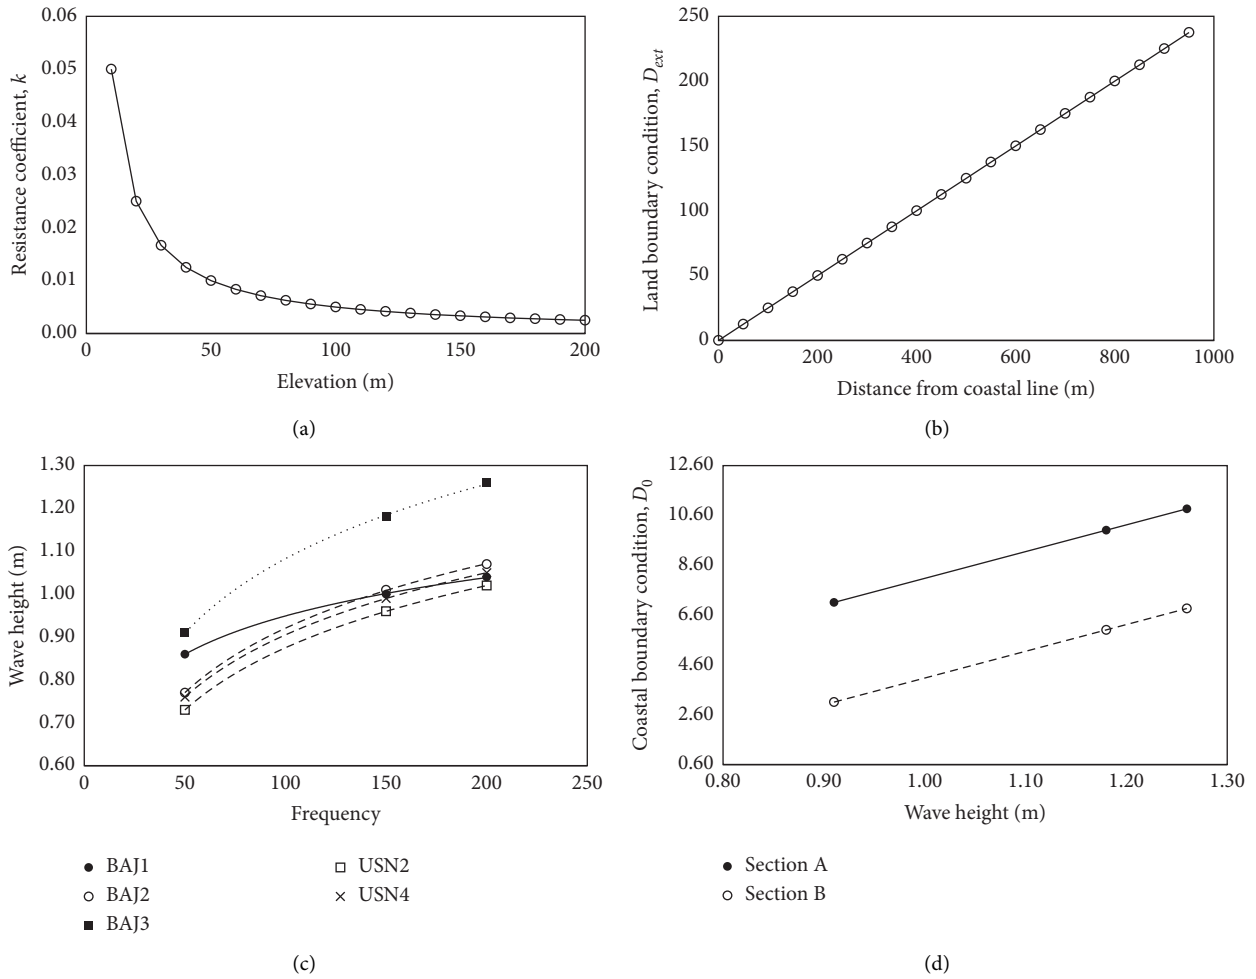 0.06
0.05
0.04
0.03
0.02
0.01
0.00
Resistance coefficient, k
0 50 100 150 200
Elevation (m)
(a)
250
200
150
100
50
0
Land boundary condition, D_ext
0 200 400 600 800 1000
Distance from coastal line (m)
(b)
1.30
1.20
1.10
1.00
0.90
0.80
0.70
0.60
Wave height (m)
0 50 100 150 200 250
Frequency
BAJ1
BAJ2
BAJ3
USN2
USN4
(c)
12.60
10.60
8.60
6.60
4.60
2.60
0.60
Coastal boundary condition, D_0
0.80 0.90 1.00 1.10 1.20 1.30
Wave height (m)
Section A
Section B
(d)